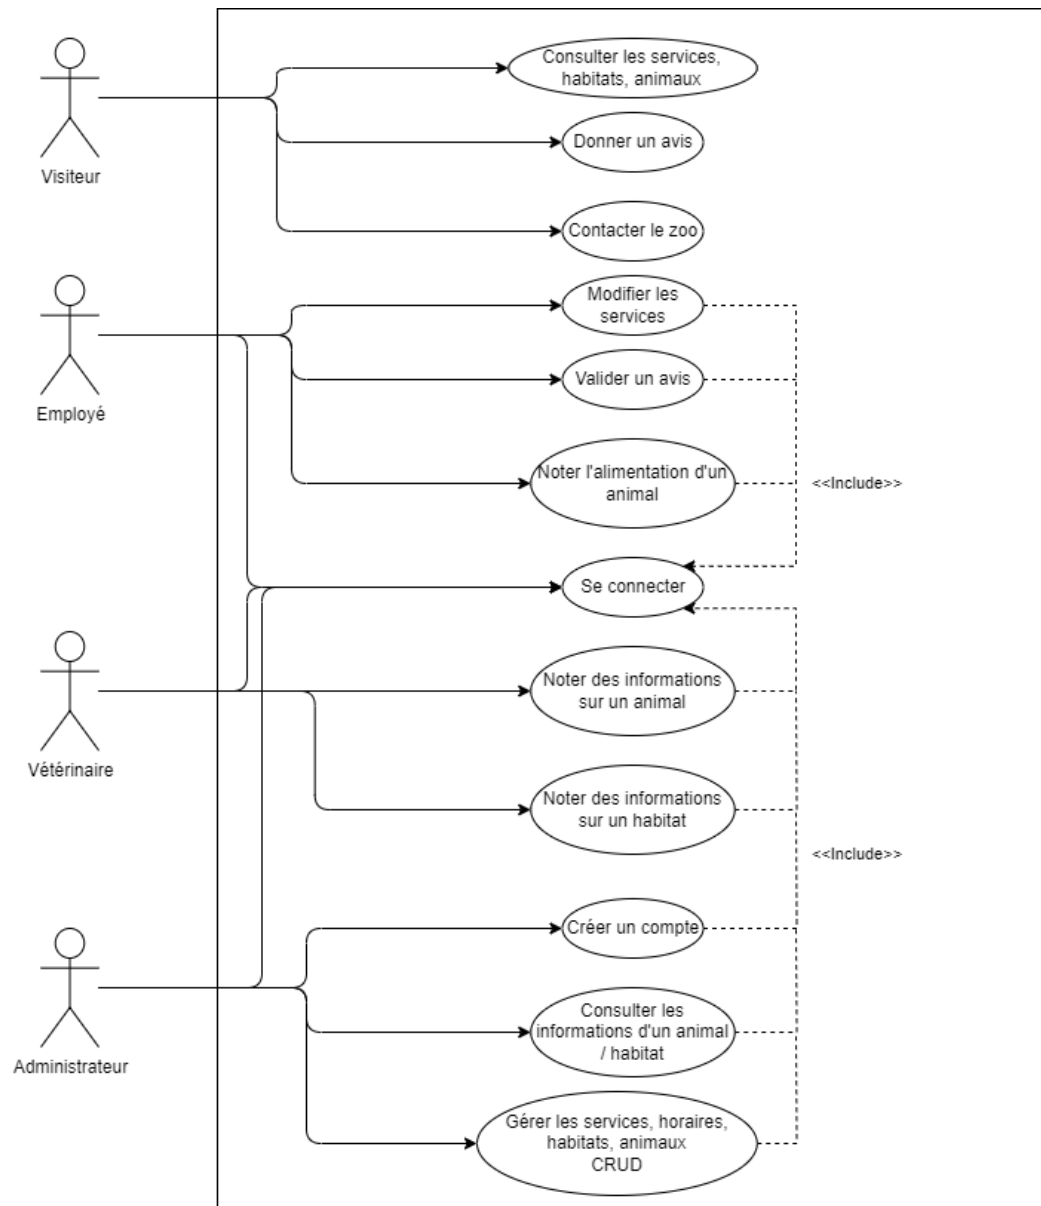 Consulter les services,
habitats, animaux
Donner un avis
Visiteur
Contacter le zoo
Modifier les
services
Valider un avis
Employé
Noter l'alimentation d'un
animal
<<Include>>
Se connecter
Noter des informations
sur un animal
Vétérinaire
Noter des informations
sur un habitat
<<Include>>
Créer un compte
Consulter les
informations d'un animal
/ habitat
Administrateur
Gérer les services, horaires,
habitats, animaux
CRUD